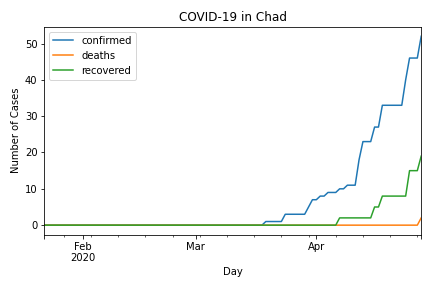 COVID-19 in Chad
confirmed
deaths
recovered
Number of Cases
50
40
30
20
10
0
Feb
2020
Mar
Apr
Day